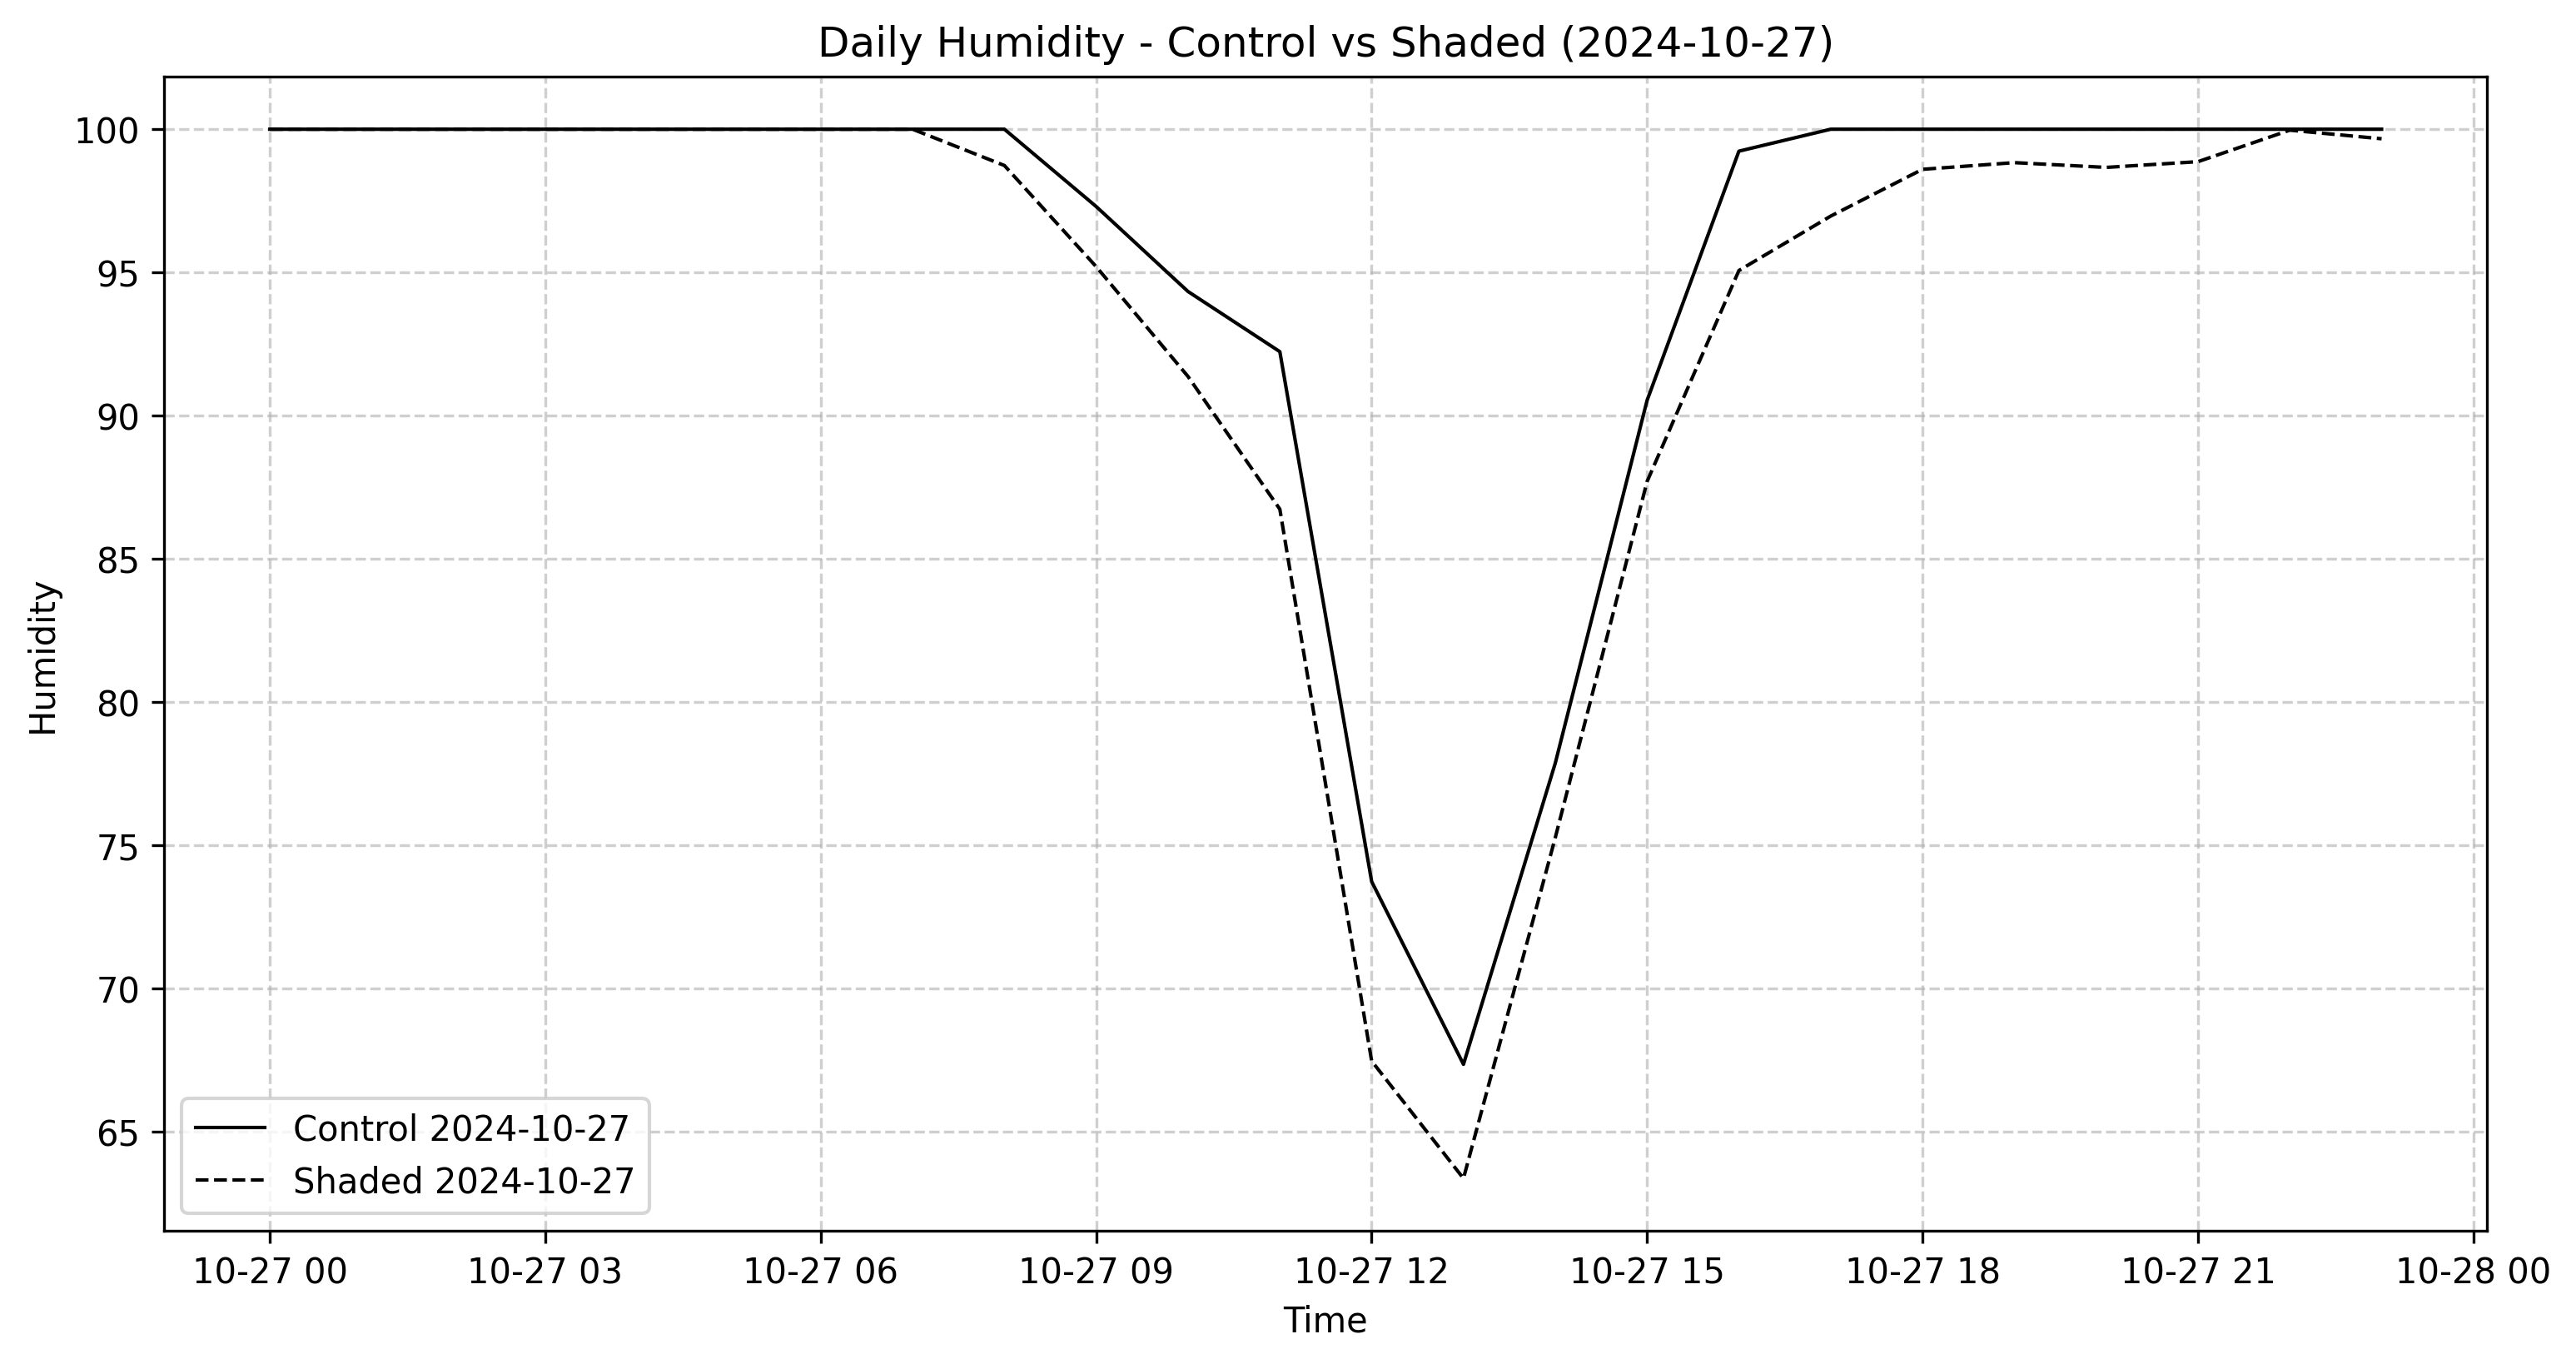 Daily Humidity - Control vs Shaded (2024-10-27)
100
95
90
85
80
75
70
65
Humidity
Control 2024-10-27
Shaded 2024-10-27
10-27 00 10-27 03 10-27 06 10-27 09 10-27 12 10-27 15 10-27 18 10-27 21 10-28 00
Time